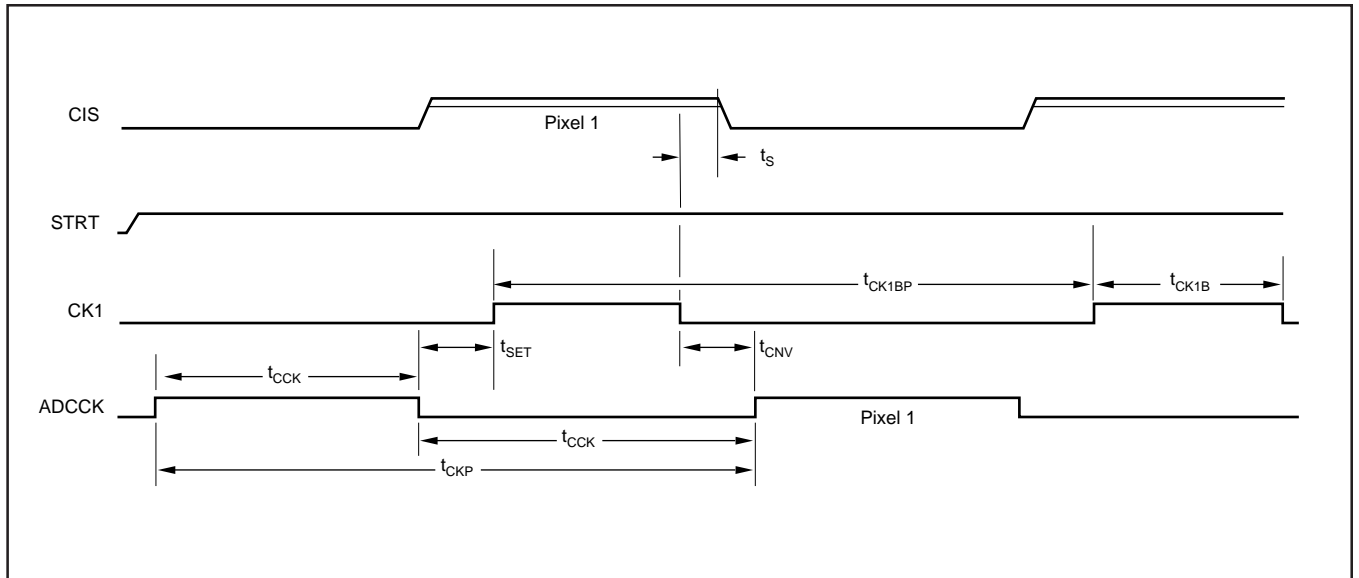 CIS
Pixel 1
tS
STRT
tCK1BP
tCK1B
CK1
tSET
tCNV
tCCK
ADCCK
Pixel 1
tCCK
tCKP